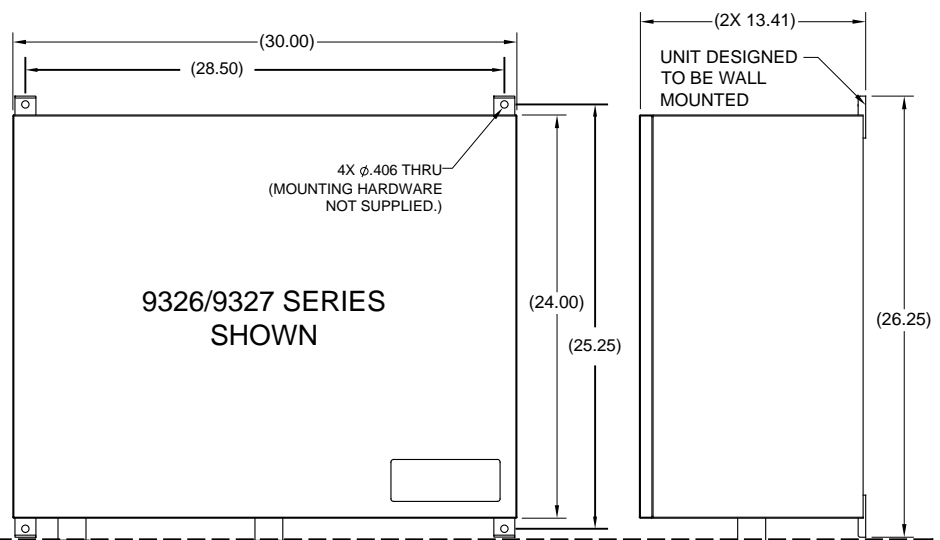 (30.00)
(28.50)
4X ⌀.406 THRU
(MOUNTING HARDWARE
NOT SUPPLIED.)
9326/9327 SERIES
SHOWN
(24.00)
(25.25)
(2X 13.41)
UNIT DESIGNED
TO BE WALL
MOUNTED
(26.25)